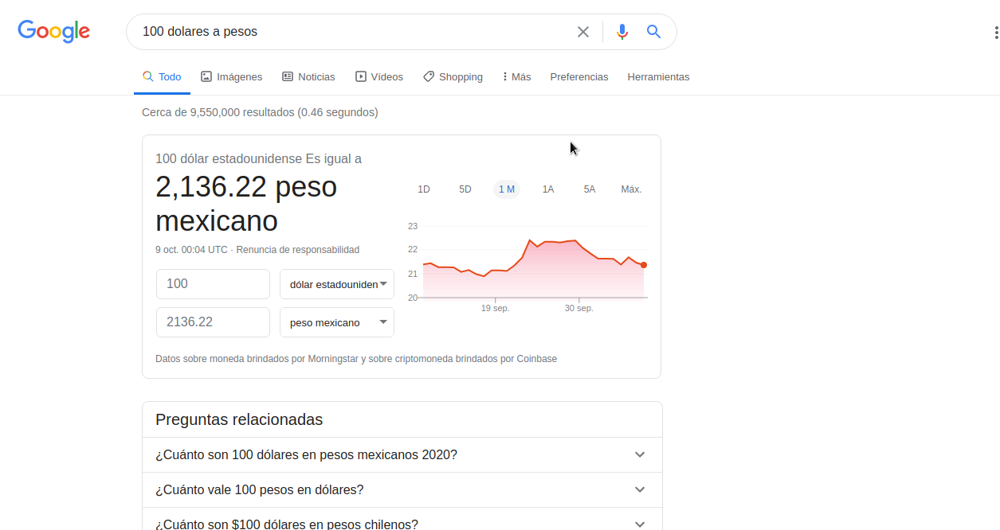 Google
100 dolares a pesos
Todo Imágenes Noticias Vídeos Shopping Más Preferencias Herramientas
Cerca de 9,550,000 resultados (0.46 segundos)
100 dólar estadounidense Es igual a
2,136.22 peso
mexicano
9 oct. 00:04 UTC · Renuncia de responsabilidad
100
dólar estadouniden
2136.22
peso mexicano
1D 5D 1 M 1A 5A Máx.
23
22
21
20
19 sep. 30 sep.
Datos sobre moneda brindados por Morningstar y sobre criptomoneda brindados por Coinbase
Preguntas relacionadas
¿Cuánto son 100 dólares en pesos mexicanos 2020?
¿Cuánto vale 100 pesos en dólares?
¿Cuánto son $100 dólares en pesos chilenos?